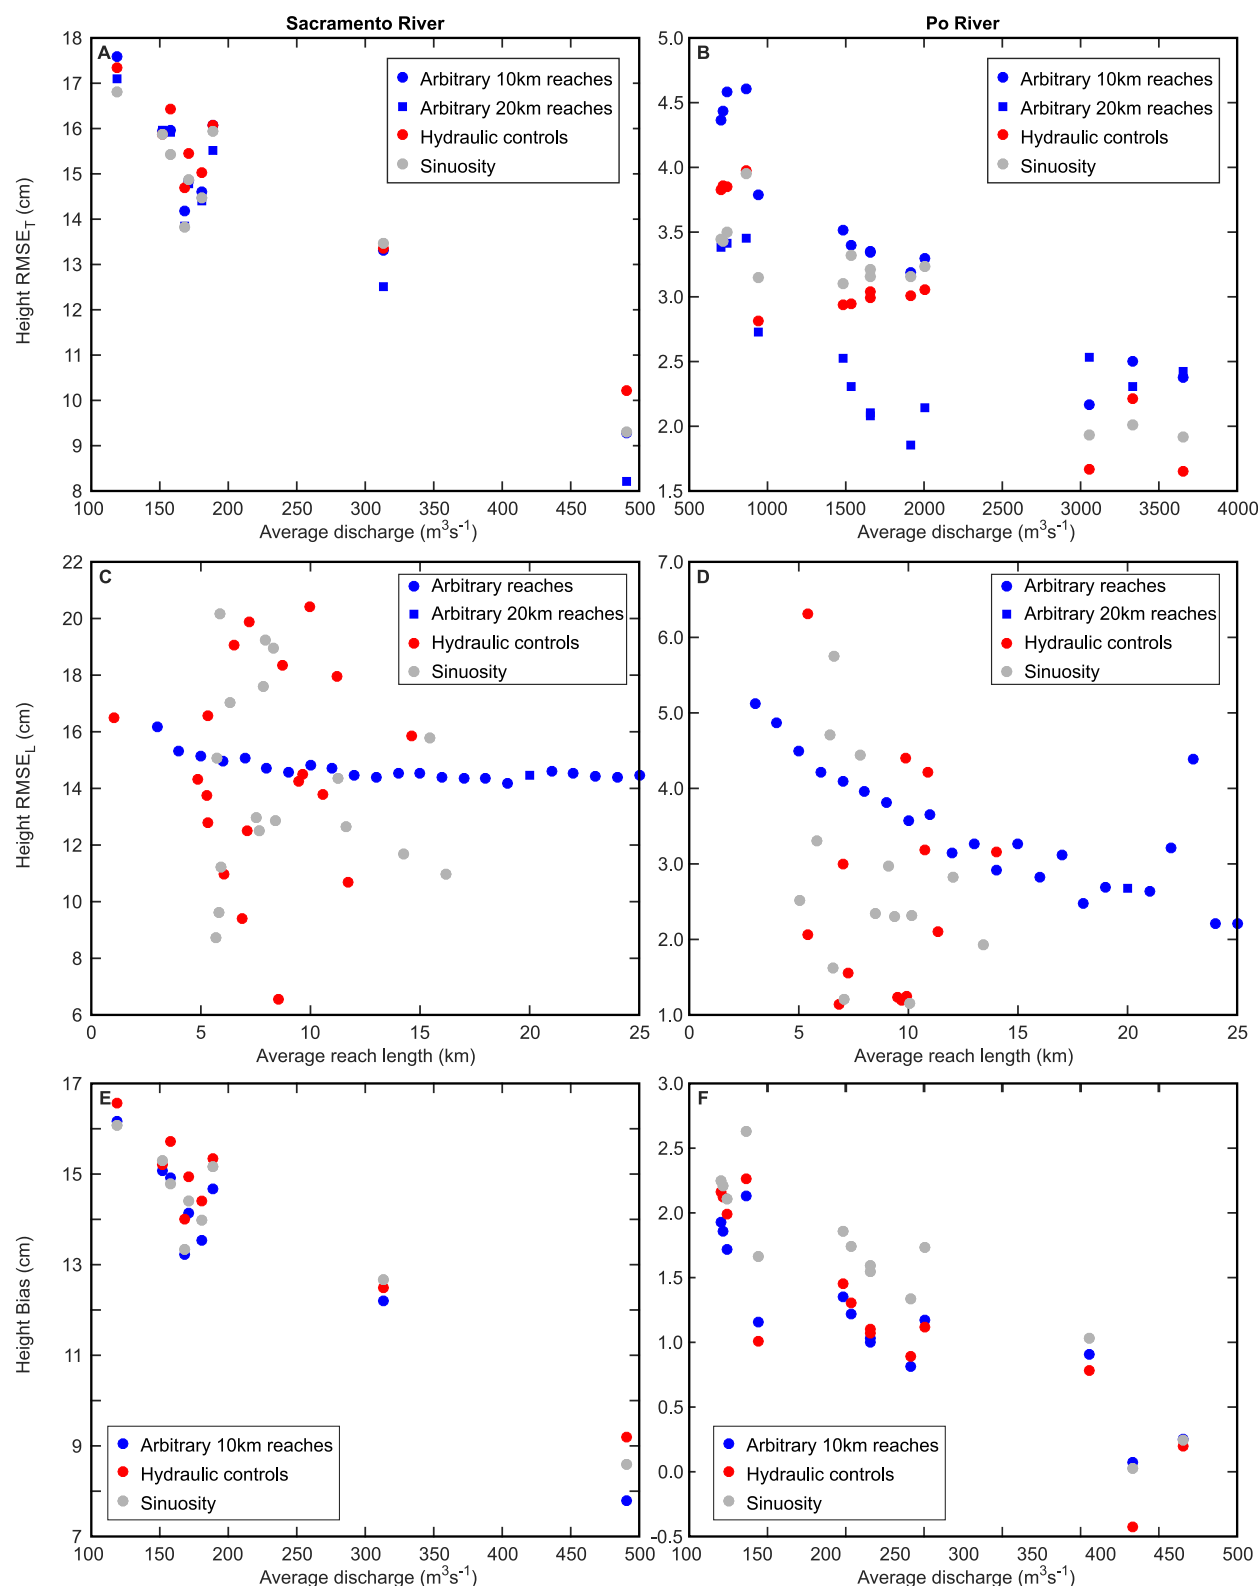 Sacramento River
Po River
A
18
17
16
15
14
13
12
11
10
9
8
Height RMSE_T (cm)
Arbitrary 10km reaches
Arbitrary 20km reaches
Hydraulic controls
Sinuosity
100 150 200 250 300 350 400 450 500
Average discharge (m³s⁻¹)
B
5.0
4.5
4.0
3.5
3.0
2.5
2.0
1.5
Arbitrary 10km reaches
Arbitrary 20km reaches
Hydraulic controls
Sinuosity
500 1000 1500 2000 2500 3000 3500 4000
Average discharge (m³s⁻¹)
C
22
20
18
16
14
12
10
8
6
Height RMSE_L (cm)
Arbitrary reaches
Arbitrary 20km reaches
Hydraulic controls
Sinuosity
0 5 10 15 20 25
Average reach length (km)
D
7.0
6.0
5.0
4.0
3.0
2.0
1.0
Arbitrary reaches
Arbitrary 20km reaches
Hydraulic controls
Sinuosity
0 5 10 15 20 25
Average reach length (km)
E
17
15
13
11
9
7
Height Bias (cm)
Arbitrary 10km reaches
Hydraulic controls
Sinuosity
100 150 200 250 300 350 400 450 500
Average discharge (m³s⁻¹)
F
3.0
2.5
2.0
1.5
1.0
0.5
0.0
-0.5
Arbitrary 10km reaches
Hydraulic controls
Sinuosity
100 150 200 250 300 400 450 500
Average discharge (m³s⁻¹)